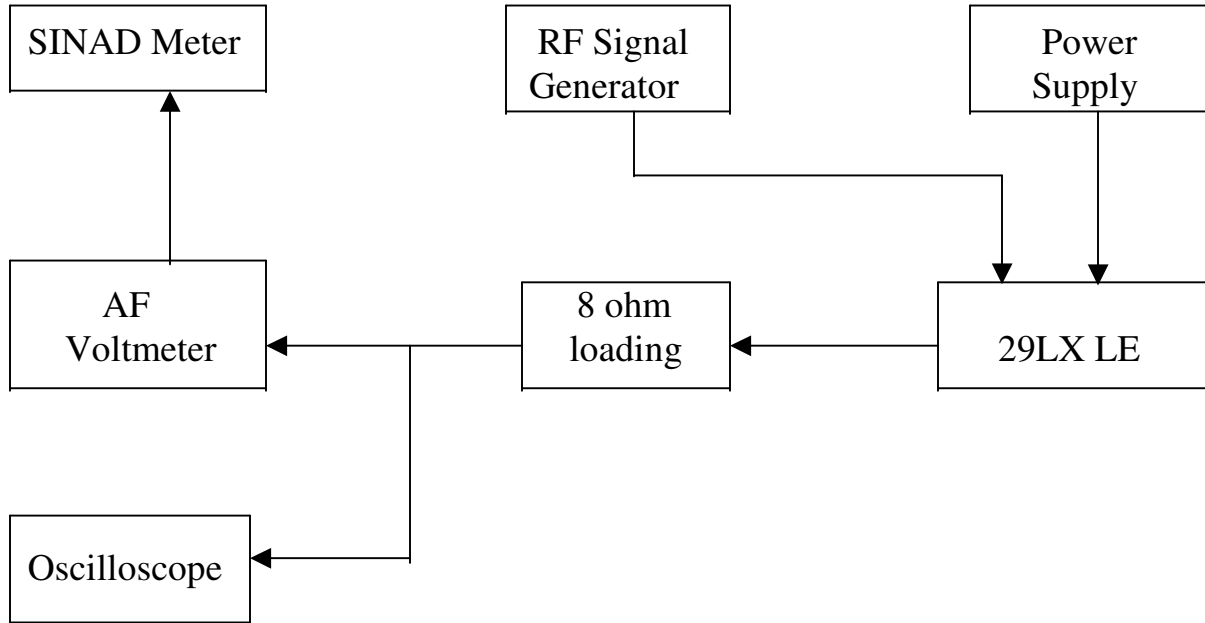 SINAD Meter
RF Signal
Generator
Power
Supply
AF
Voltmeter
8 ohm
loading
29LX LE
Oscilloscope